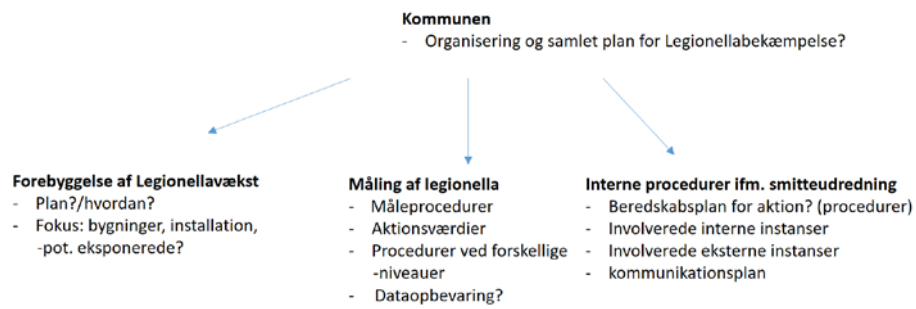 Kommunen
- Organisering og samlet plan for Legionellabekæmpelse?
Forebyggelse af Legionellavækst
- Plan?/hvordan?
- Fokus: bygninger, installation,
-pot. eksponerede?
Måling af legionella
- Måleprocedurer
- Aktionsværdier
- Procedurer ved forskellige
-niveauer
- Dataopbevaring?
Interne procedurer ifm. smitteudredning
- Beredskabsplan for aktion? (procedurer)
- Involverede interne instanser
- Involverede eksterne instanser
- kommunikationsplan